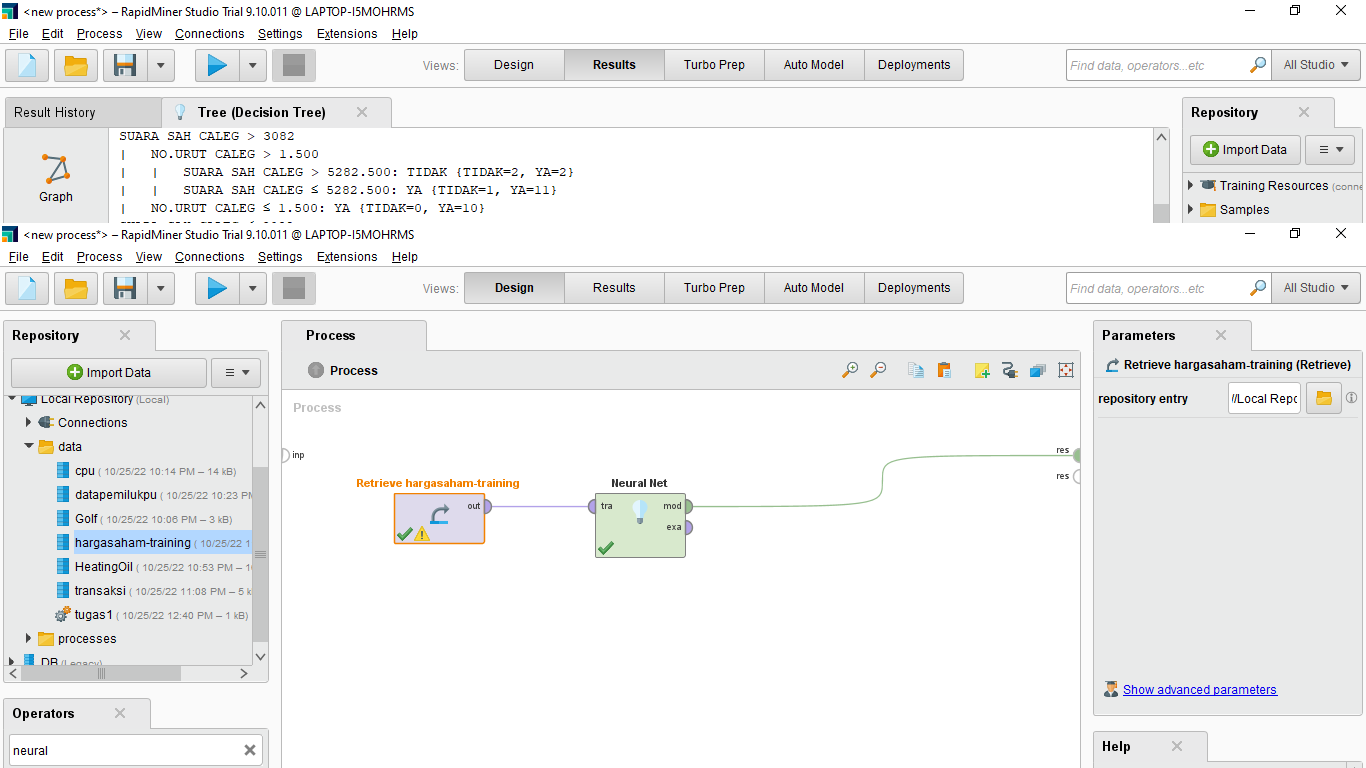 <new process*> – RapidMiner Studio Trial 9.10.011 @ LAPTOP-I5MOHRMS
File Edit Process View Connections Settings Extensions Help
Views: Design Results Turbo Prep Auto Model Deployments Find data, operators...etc All Studio
Result History Tree (Decision Tree) Repository
SUARA SAH CALEG > 3082
| NO.URUT CALEG > 1.500
| | SUARA SAH CALEG > 5282.500: TIDAK {TIDAK=2, YA=2}
| | SUARA SAH CALEG ≤ 5282.500: YA {TIDAK=1, YA=11}
| NO.URUT CALEG ≤ 1.500: YA {TIDAK=0, YA=10}
Graph
Import Data
Training Resources (conne
Samples
<new process*> – RapidMiner Studio Trial 9.10.011 @ LAPTOP-I5MOHRMS
File Edit Process View Connections Settings Extensions Help
Views: Design Results Turbo Prep Auto Model Deployments Find data, operators...etc All Studio
Repository
Import Data
Local Repository (Local)
Connections
data
cpu ( 10/25/22 10:14 PM – 14 kB)
datapemilukpu ( 10/25/22 10:23 PM
Golf ( 10/25/22 10:06 PM – 3 kB)
hargasaham-training ( 10/25/22 1
HeatingOil ( 10/25/22 10:53 PM – 1
transaksi ( 10/25/22 11:08 PM – 5 k
tugas1 ( 10/25/22 12:40 PM – 1 kB)
processes
DB (Legacy)
Operators
neural
Process
Process
Process
inp
Retrieve hargasaham-training
out
Neural Net
tra mod
exa
res
res
Parameters
Retrieve hargasaham-training (Retrieve)
repository entry //Local Repo
Show advanced parameters
Help